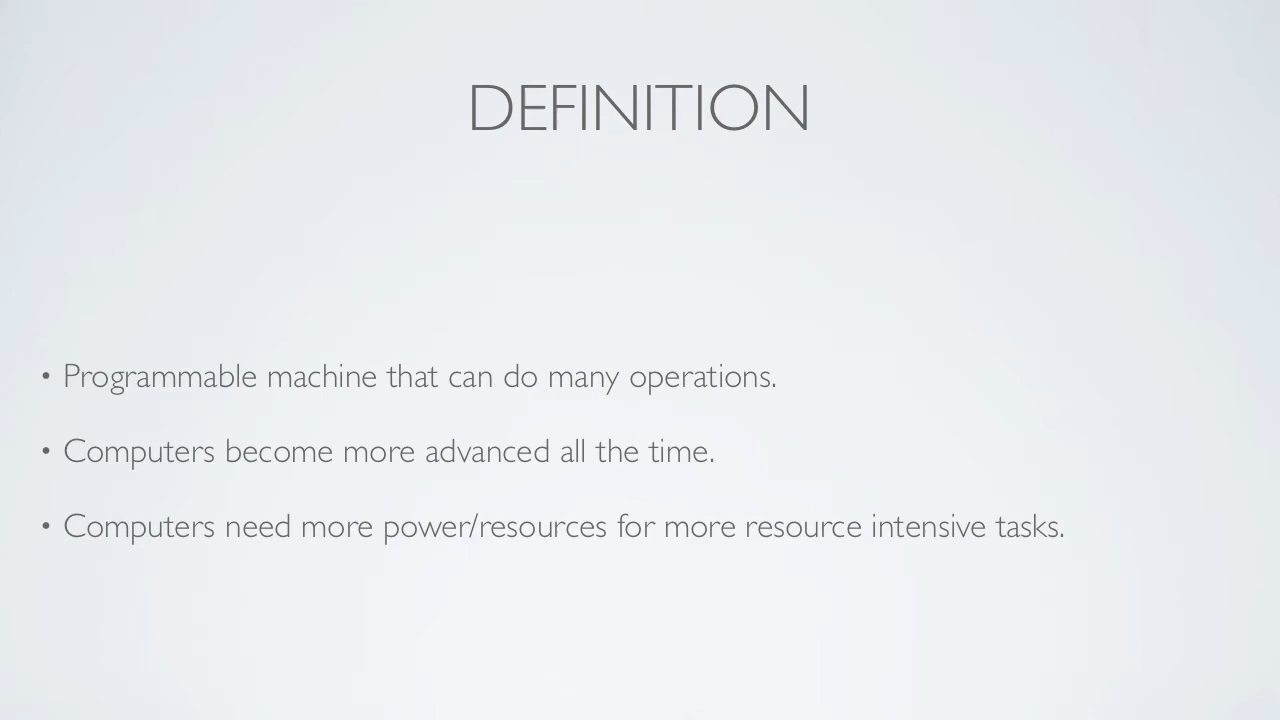 DEFINITION
• Programmable machine that can do many operations.
• Computers become more advanced all the time.
• Computers need more power/resources for more resource intensive tasks.